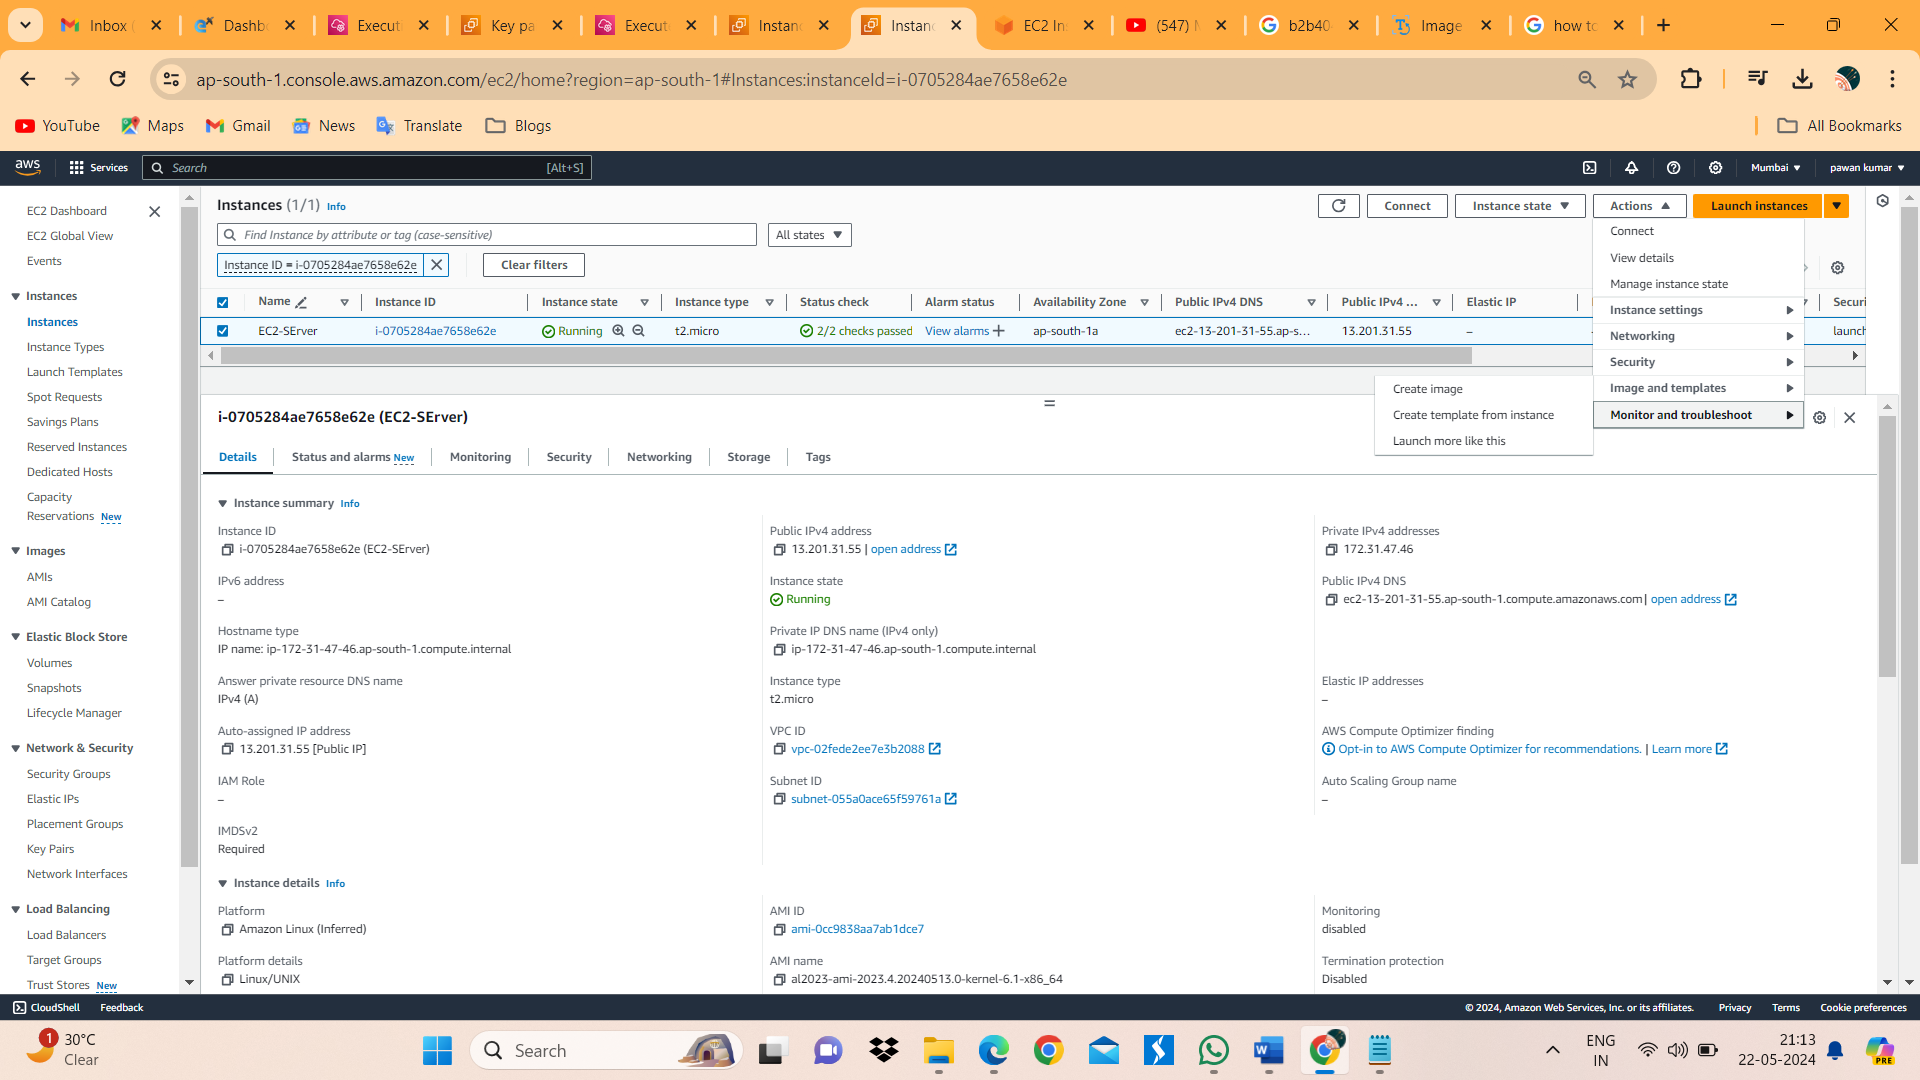 Inbox (
Dashbo
Executi
Key pa
Execute
Instanc
Instanc
EC2 Ins
(547) M
b2b40
Image
how to
ap-south-1.console.aws.amazon.com/ec2/home?region=ap-south-1#Instances:instanceId=i-0705284ae7658e62e
YouTube Maps Gmail News Translate Blogs All Bookmarks
aws Services Search [Alt+S] Mumbai pawan kumar
EC2 Dashboard
EC2 Global View
Events
Instances
Instances
Instance Types
Launch Templates
Spot Requests
Savings Plans
Reserved Instances
Dedicated Hosts
Capacity
Reservations New
Images
AMIs
AMI Catalog
Elastic Block Store
Volumes
Snapshots
Lifecycle Manager
Network & Security
Security Groups
Elastic IPs
Placement Groups
Key Pairs
Network Interfaces
Load Balancing
Load Balancers
Target Groups
Trust Stores New
Instances (1/1) Info
Connect Instance state Actions Launch instances
Find Instance by attribute or tag (case-sensitive) All states
Instance ID = i-0705284ae7658e62e Clear filters
Name Instance ID Instance state Instance type Status check Alarm status Availability Zone Public IPv4 DNS Public IPv4 ... Elastic IP Securi
EC2-SErver i-0705284ae7658e62e Running t2.micro 2/2 checks passed View alarms + ap-south-1a ec2-13-201-31-55.ap-s... 13.201.31.55 – launch
Connect
View details
Manage instance state
Instance settings
Networking
Security
Image and templates
Monitor and troubleshoot
Create image
Create template from instance
Launch more like this
i-0705284ae7658e62e (EC2-SErver)
Details Status and alarms New Monitoring Security Networking Storage Tags
Instance summary Info
Instance ID
i-0705284ae7658e62e (EC2-SErver)
Public IPv4 address
13.201.31.55 | open address
Private IPv4 addresses
172.31.47.46
IPv6 address
–
Instance state
Running
Public IPv4 DNS
ec2-13-201-31-55.ap-south-1.compute.amazonaws.com | open address
Hostname type
IP name: ip-172-31-47-46.ap-south-1.compute.internal
Private IP DNS name (IPv4 only)
ip-172-31-47-46.ap-south-1.compute.internal
Answer private resource DNS name
IPv4 (A)
Instance type
t2.micro
Elastic IP addresses
–
Auto-assigned IP address
13.201.31.55 [Public IP]
VPC ID
vpc-02fede2ee7e3b2088
AWS Compute Optimizer finding
Opt-in to AWS Compute Optimizer for recommendations. | Learn more
IAM Role
–
Subnet ID
subnet-055a0ace65f59761a
Auto Scaling Group name
–
IMDSv2
Required
Instance details Info
Platform
Amazon Linux (Inferred)
AMI ID
ami-0cc9838aa7ab1dce7
Monitoring
disabled
Platform details
Linux/UNIX
AMI name
al2023-ami-2023.4.20240513.0-kernel-6.1-x86_64
Termination protection
Disabled
CloudShell Feedback © 2024, Amazon Web Services, Inc. or its affiliates. Privacy Terms Cookie preferences
1
30°C
Clear
Search
PRE
ENG
IN
21:13
22-05-2024